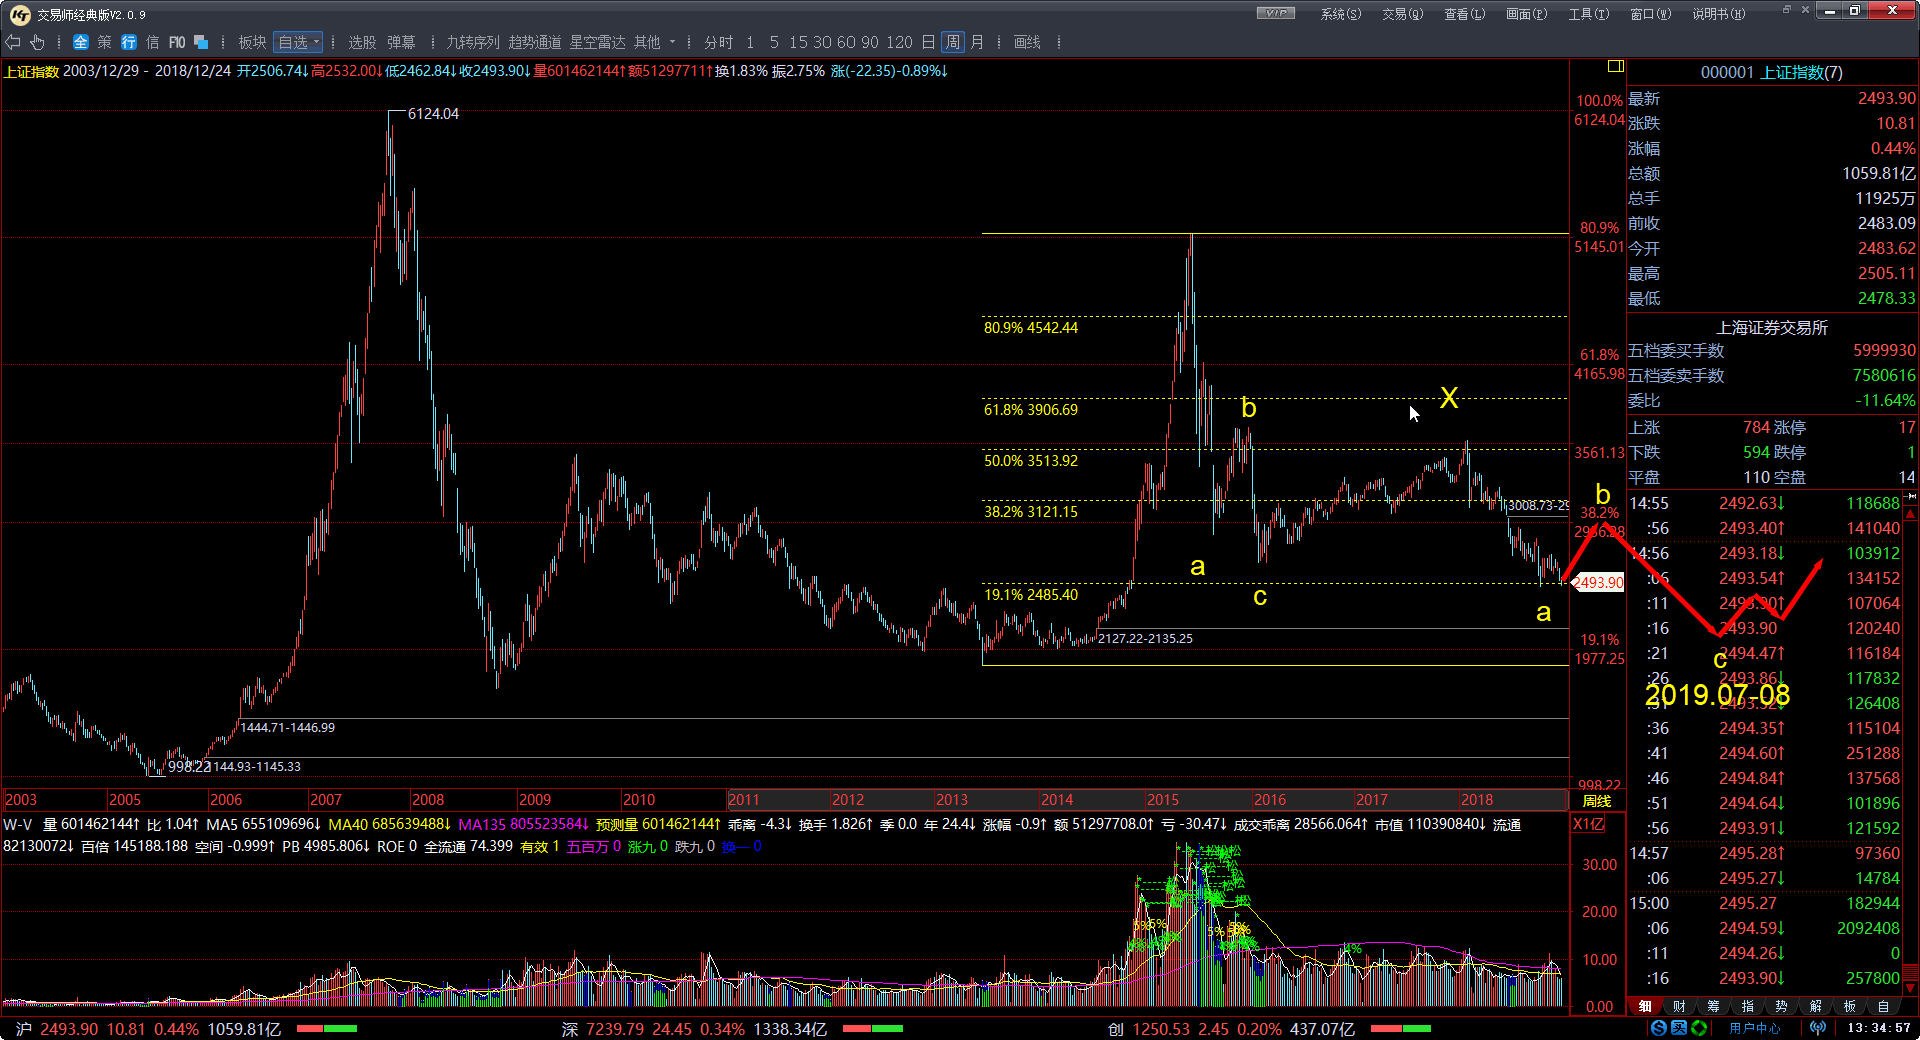 交易师经典版V2.0.9
VIP 系统(S) 交易(Q) 查看(L) 画面(P) 工具(T) 窗口(W) 说明书(H)
全 策 行 信 F10 板块 自选 选股 弹幕 九转序列 趋势通道 星空雷达 其他 分时 1 5 15 30 60 90 120 日 周 月 画线
上证指数 2003/12/29 - 2018/12/24 开2506.74↓高2532.00↓低2462.84↓收2493.90↓量601462144↑额51297711↑换1.83% 振2.75% 涨(-22.35)-0.89%↓
6124.04
80.9% 4542.44
61.8% 3906.69
50.0% 3513.92
38.2% 3121.15
19.1% 2485.40
2127.22-2135.25
1444.71-1446.99
998.22
1144.93-1145.33
a
b
c
X
a
b
c
2019.07-08
100.0%
6124.04
80.9%
5145.01
61.8%
4165.98
3561.13
38.2%
2493.90
19.1%
1977.25
998.22
2003 2005 2006 2007 2008 2009 2010 2011 2012 2013 2014 2015 2016 2017 2018 周线
W-V 量 601462144↑ 比 1.04↑ MA5 655109696↓ MA40 685639488↓ MA135 805523584↓ 预测量 601462144↑ 乖离 -4.3↓ 换手 1.826↑ 季 0.0 年 24.4↓ 涨幅 -0.9↑ 额 51297708.0↑ 亏 -30.47↓ 成交乖离 28566.064↑ 市值 110390840↓ 流通
82130072↓ 百倍 145188.188 空间 -0.999↑ PB 4985.806↓ ROE 0 全流通 74.399 有效 1 五百万 0 涨九 0 跌九 0 换一 0
X1亿
30.00
20.00
10.00
0.00
000001 上证指数(7)
最新 2493.90
涨跌 10.81
涨幅 0.44%
总额 1059.81亿
总手 11925万
前收 2483.09
今开 2483.62
最高 2505.11
最低 2478.33
上海证券交易所
五档委买手数 5999930
五档委卖手数 7580616
委比 -11.64%
上涨 784 涨停 17
下跌 594 跌停 1
平盘 110 空盘 14
14:55 2492.63↓ 118688
:56 2493.40↑ 141040
14:56 2493.18↓ 103912
:06 2493.54↑ 134152
:11 2493.90↑ 107064
:16 2493.90 120240
:21 2494.47↑ 116184
:26 2493.86↓ 117832
:31 2493.52↓ 126408
:36 2494.35↑ 115104
:41 2494.60↑ 251288
:46 2494.84↑ 137568
:51 2494.64↓ 101896
:56 2493.91↓ 121592
14:57 2495.28↑ 97360
:06 2495.27↓ 14784
15:00 2495.27 182944
:06 2494.59↓ 2092408
:11 2494.26↓ 0
:16 2493.90↓ 257800
细 财 筹 指 势 解 板 自
沪 2493.90 10.81 0.44% 1059.81亿 深 7239.79 24.45 0.34% 1338.34亿 创 1250.53 2.45 0.20% 437.07亿 用户中心 13:34:57